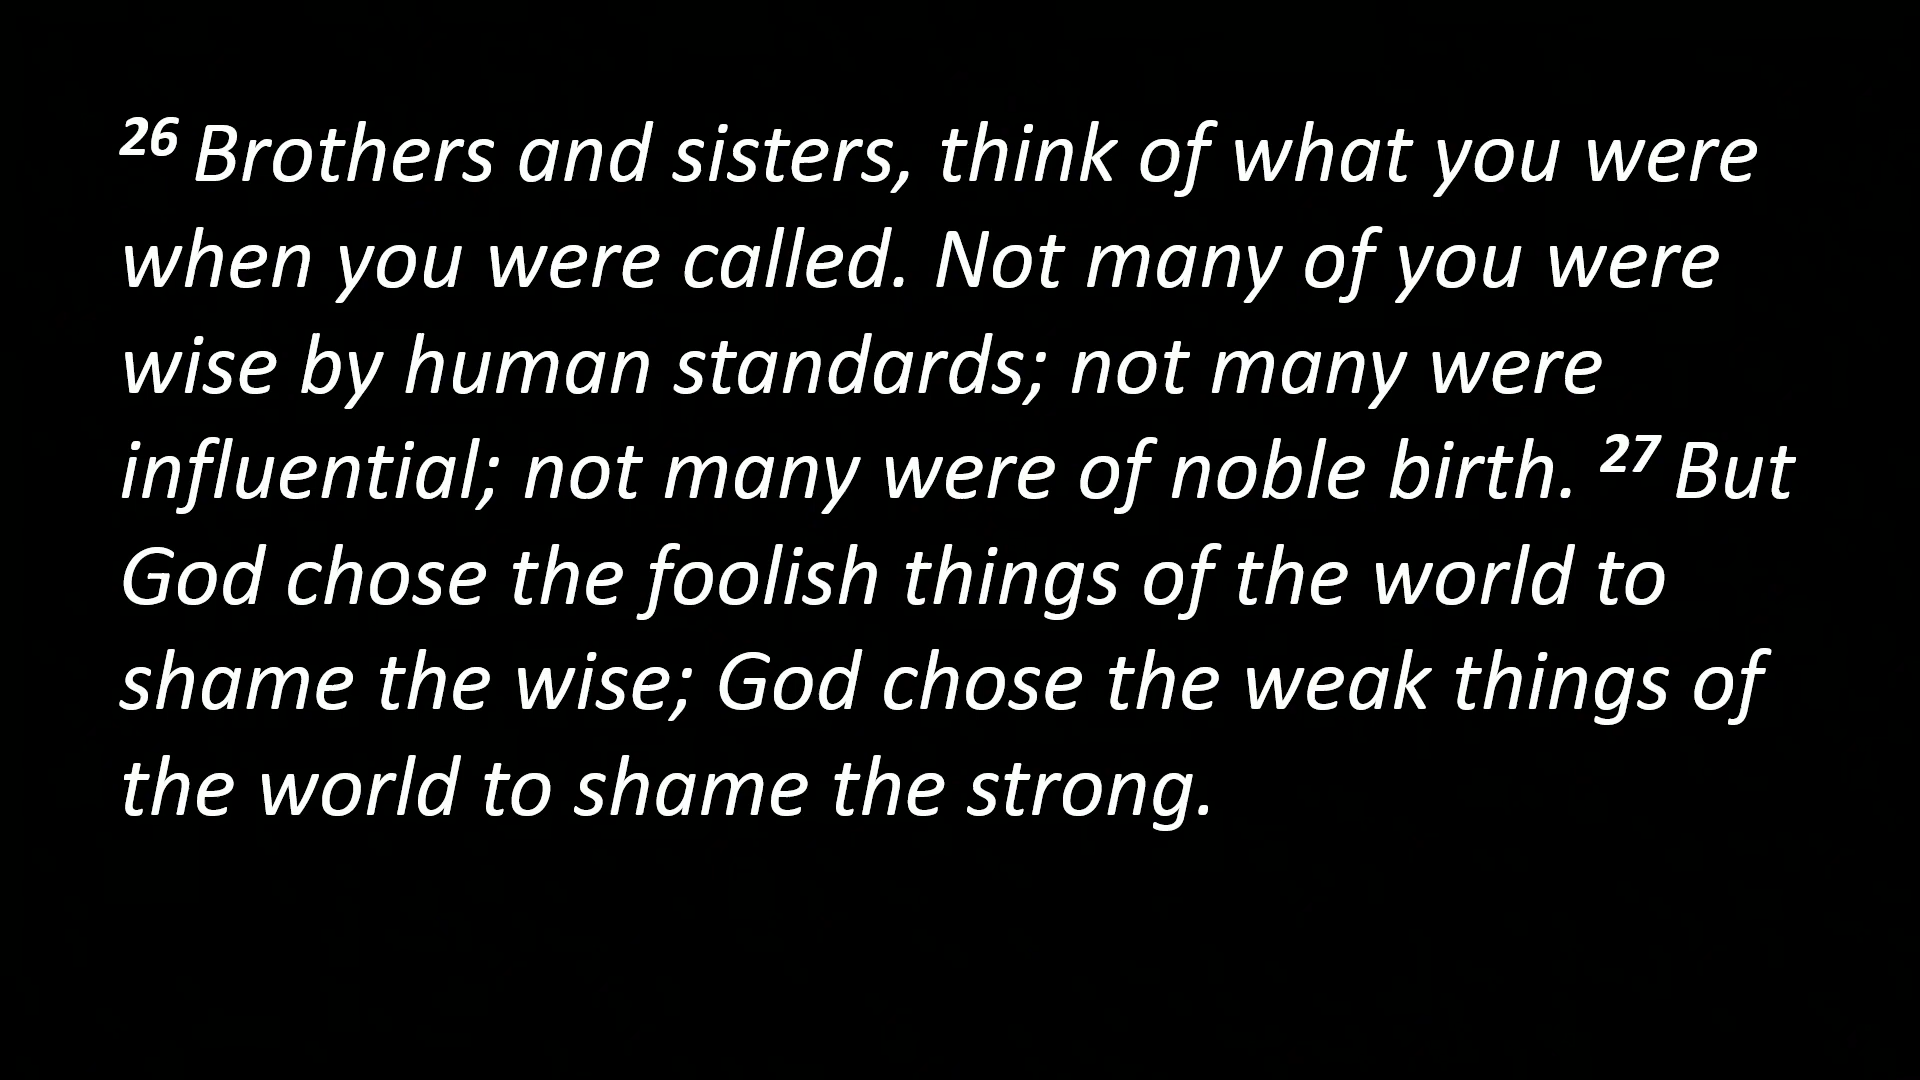 26 Brothers and sisters, think of what you were
when you were called. Not many of you were
wise by human standards; not many were
influential; not many were of noble birth. 27 But
God chose the foolish things of the world to
shame the wise; God chose the weak things of
the world to shame the strong.